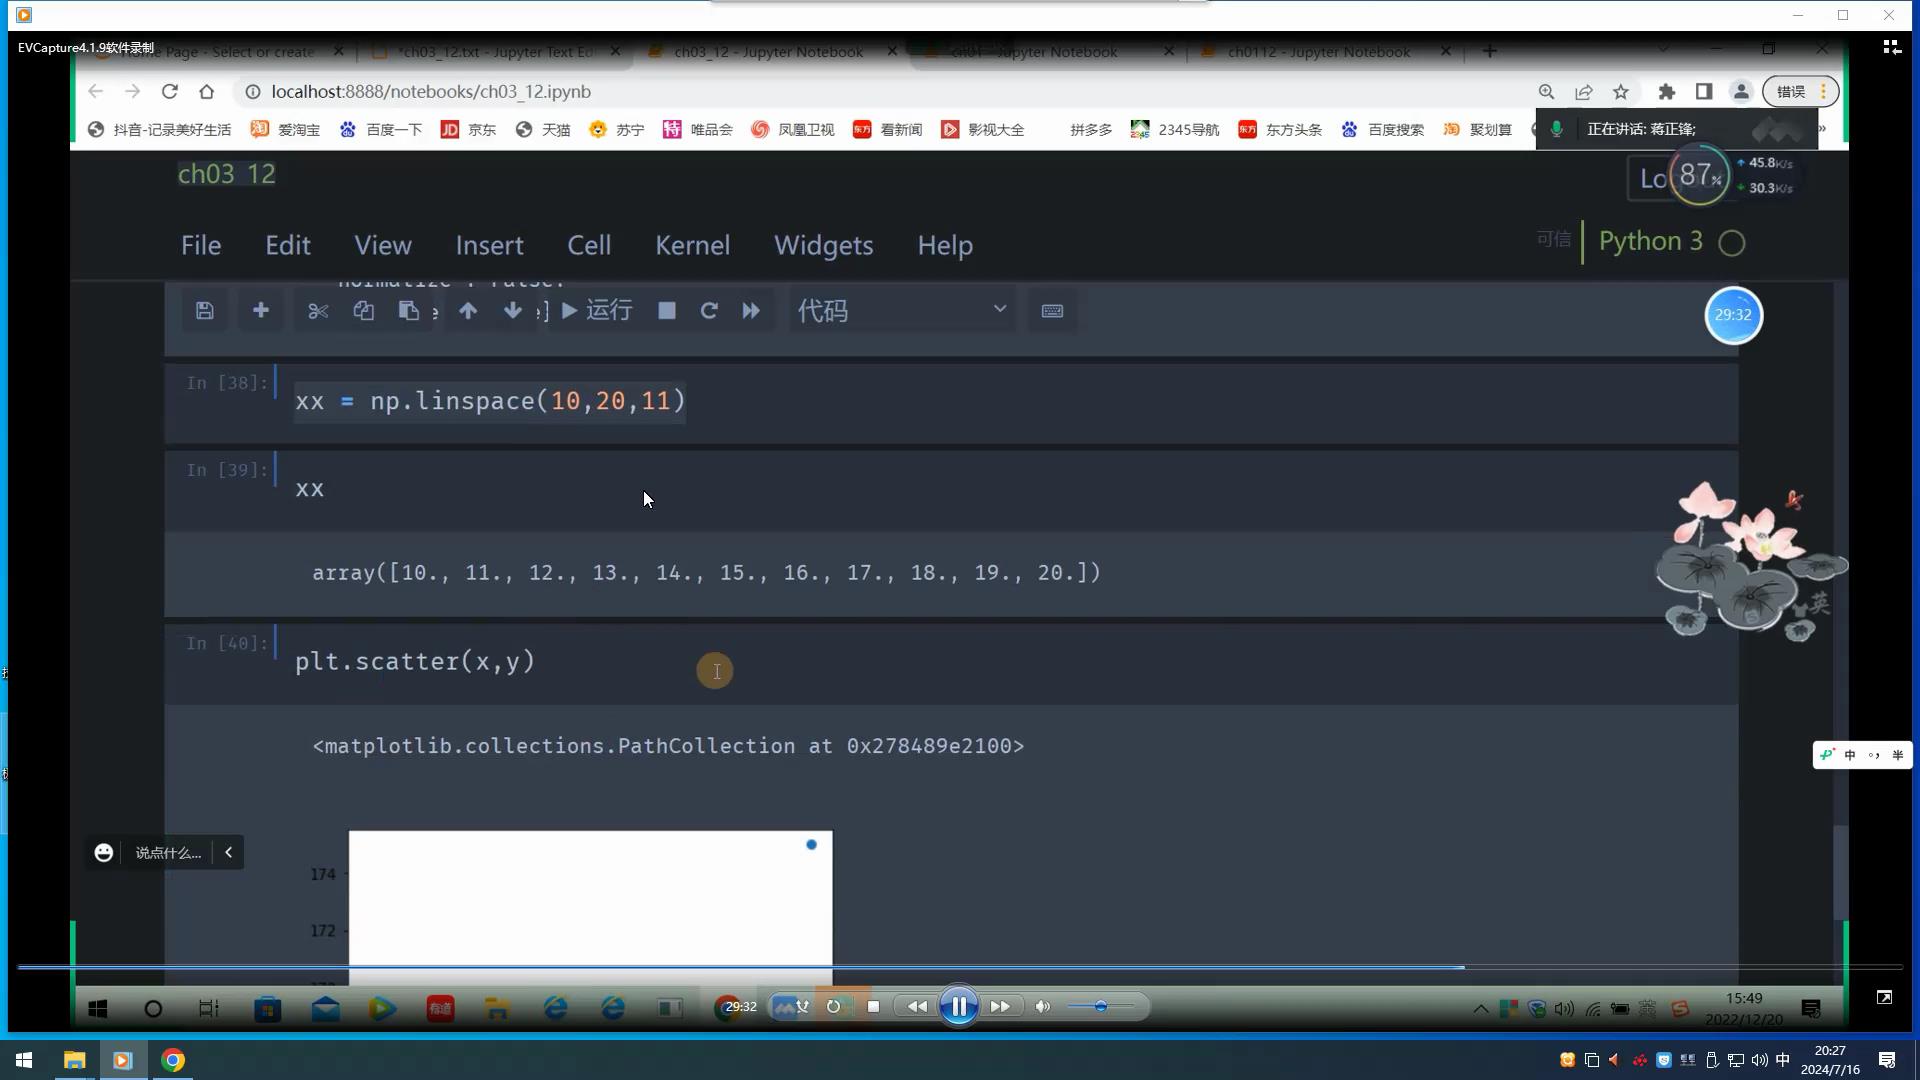 EVCapture4.1.9软件录制
Home Page - Select or create
*ch03_12.txt - Jupyter Text Edi
ch03_12 - Jupyter Notebook
Jupyter Notebook
ch0112 - Jupyter Notebook
localhost:8888/notebooks/ch03_12.ipynb
错误
抖音-记录美好生活
爱淘宝
百度一下
京东
天猫
苏宁
唯品会
凤凰卫视
看新闻
影视大全
拼多多
2345导航
东方头条
百度搜索
聚划算
正在讲话: 蒋正锋;
ch03_12
87%
45.8K/s
30.3K/s
File Edit View Insert Cell Kernel Widgets Help
可信
Python 3
运行
代码
29:32
In [38]:
xx = np.linspace(10,20,11)
In [39]:
xx
array([10., 11., 12., 13., 14., 15., 16., 17., 18., 19., 20.])
英
In [40]:
plt.scatter(x,y)
<matplotlib.collections.PathCollection at 0x278489e2100>
中 半
说点什么...
174
172
有道
29:32
15:49
2022/12/20
中
20:27
2024/7/16